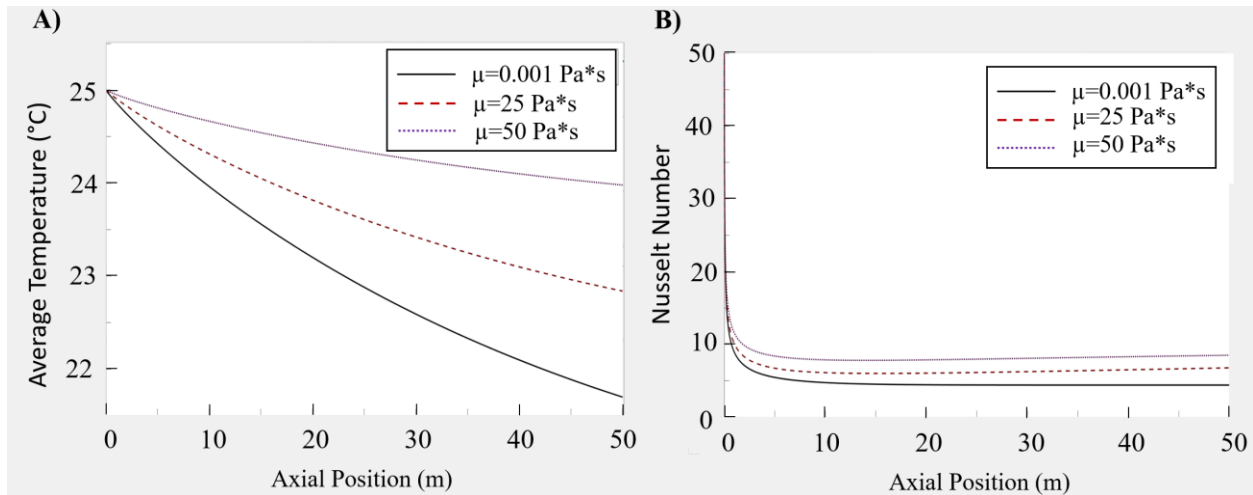 A)
Average Temperature (°C)
25
24
23
22
0 10 20 30 40 50
Axial Position (m)
μ=0.001 Pa*s
μ=25 Pa*s
μ=50 Pa*s
B)
Nusselt Number
50
40
30
20
10
0
0 10 20 30 40 50
Axial Position (m)
μ=0.001 Pa*s
μ=25 Pa*s
μ=50 Pa*s